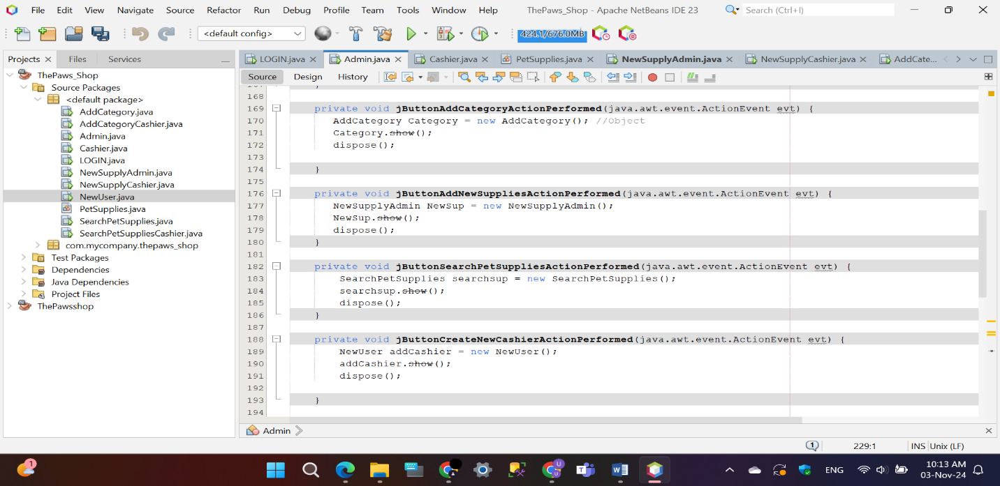 File Edit View Navigate Source Refactor Run Debug Profile Team Tools Window Help ThePaws_Shop - Apache NetBeans IDE 23 Search (Ctrl+I)
<default config> 424.1/676.0MB
Projects Files Services
LOGIN.java Admin.java Cashier.java PetSupplies.java NewSupplyAdmin.java NewSupplyCashier.java AddCate...
Source Design History
ThePaws_Shop
Source Packages
<default package>
AddCategory.java
AddCategoryCashier.java
Admin.java
Cashier.java
LOGIN.java
NewSupplyAdmin.java
NewSupplyCashier.java
NewUser.java
PetSupplies.java
SearchPetSupplies.java
SearchPetSuppliesCashier.java
com.mycompany.thepaws_shop
Test Packages
Dependencies
Java Dependencies
Project Files
ThePawsshop
168
169 private void jButtonAddCategoryActionPerformed(java.awt.event.ActionEvent evt) {
170 AddCategory Category = new AddCategory(); //Object
171 Category.show();
172 dispose();
173
174 }
175
176 private void jButtonAddNewSuppliesActionPerformed(java.awt.event.ActionEvent evt) {
177 NewSupplyAdmin NewSup = new NewSupplyAdmin();
178 NewSup.show();
179 dispose();
180 }
181
182 private void jButtonSearchPetSuppliesActionPerformed(java.awt.event.ActionEvent evt) {
183 SearchPetSupplies searchsup = new SearchPetSupplies();
184 searchsup.show();
185 dispose();
186 }
187
188 private void jButtonCreateNewCashierActionPerformed(java.awt.event.ActionEvent evt) {
189 NewUser addCashier = new NewUser();
190 addCashier.show();
191 dispose();
192
193 }
194
Admin
1 229:1 INS Unix (LF)
1 ENG 10:13 AM
03-Nov-24